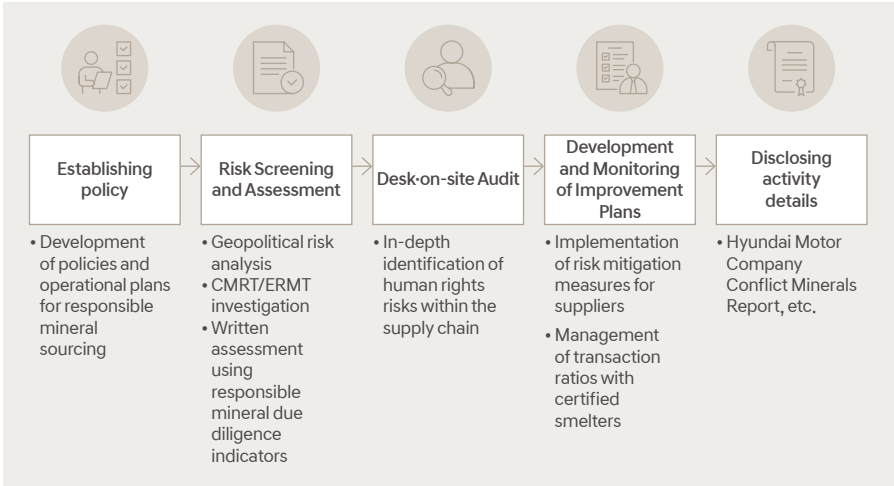 Establishing
policy
• Development
of policies and
operational plans
for responsible
mineral
sourcing
Risk Screening
and Assessment
• Geopolitical risk
analysis
• CMRT/ERMT
investigation
• Written
assessment
using
responsible
mineral due
diligence
indicators
Desk·on-site Audit
• In-depth
identification of
human rights
risks within the
supply chain
Development
and Monitoring
of Improvement
Plans
• Implementation
of risk mitigation
measures for
suppliers
• Management
of transaction
ratios with
certified
smelters
Disclosing
activity
details
• Hyundai Motor
Company
Conflict Minerals
Report, etc.